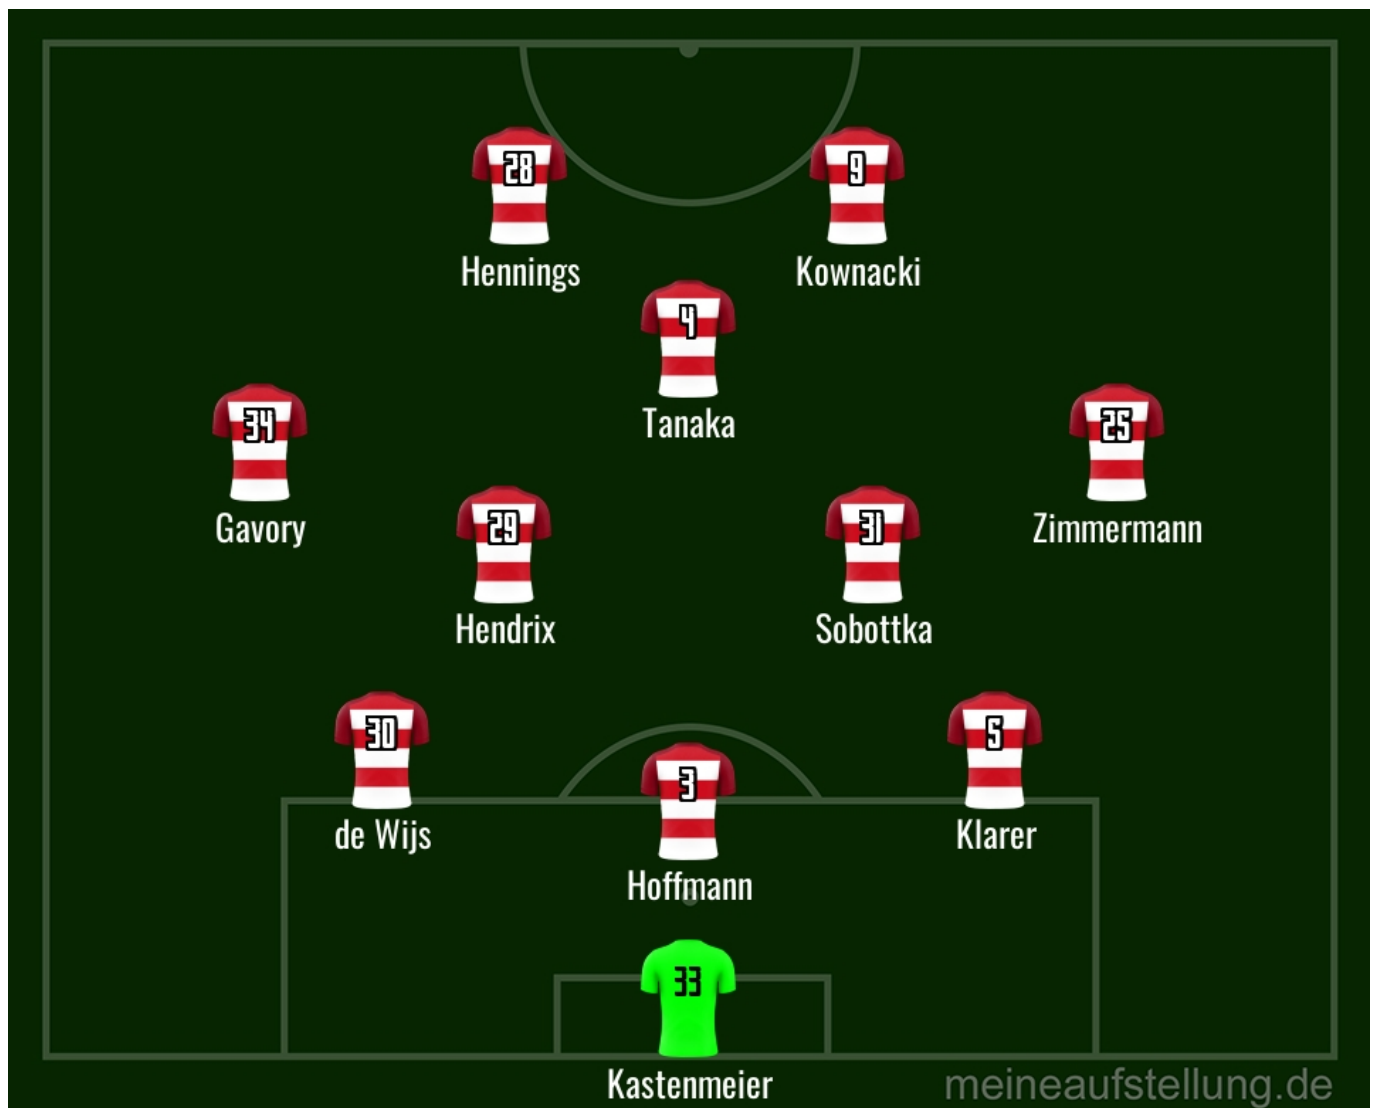 28
9
Hennings
Kownacki
4
Tanaka
34
25
Gavory
Zimmermann
29
31
Hendrix
Sobottka
30
5
de Wijs
Klarer
3
Hoffmann
33
Kastenmeier
meineaufstellung.de